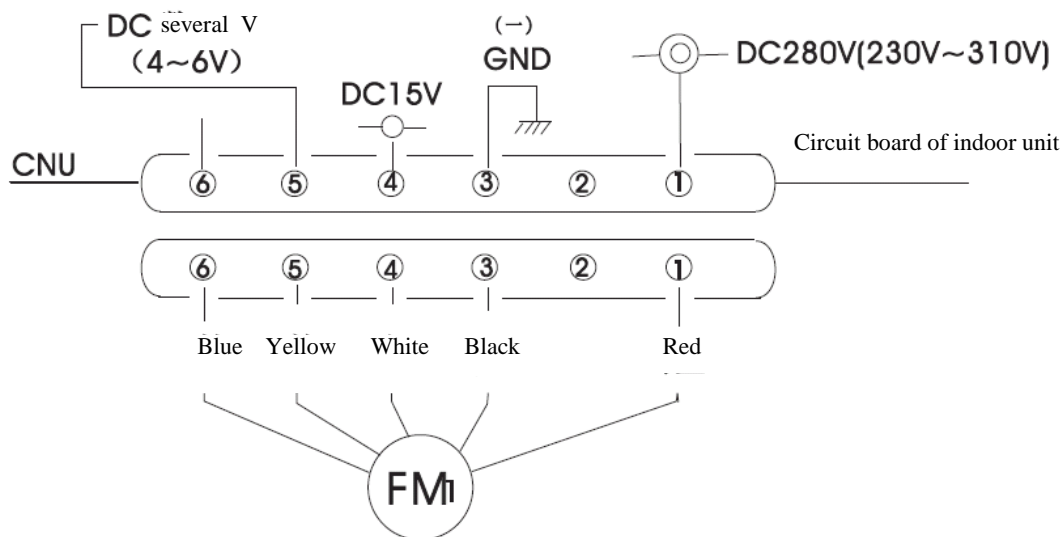 DC several V
(4~6V)
(−)
GND
DC15V
DC280V(230V~310V)
Circuit board of indoor unit
CNU
6 5 4 3 2 1
6 5 4 3 2 1
Blue Yellow White Black Red
FM1